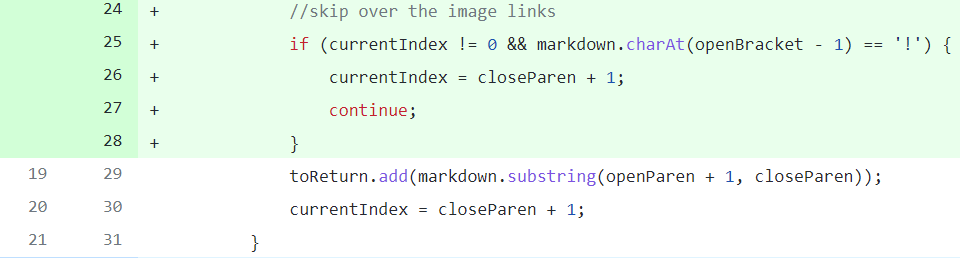 24 + //skip over the image links
25 + if (currentIndex != 0 && markdown.charAt(openBracket - 1) == '!') {
26 + currentIndex = closeParen + 1;
27 + continue;
28 + }
19 29 toReturn.add(markdown.substring(openParen + 1, closeParen));
20 30 currentIndex = closeParen + 1;
21 31 }